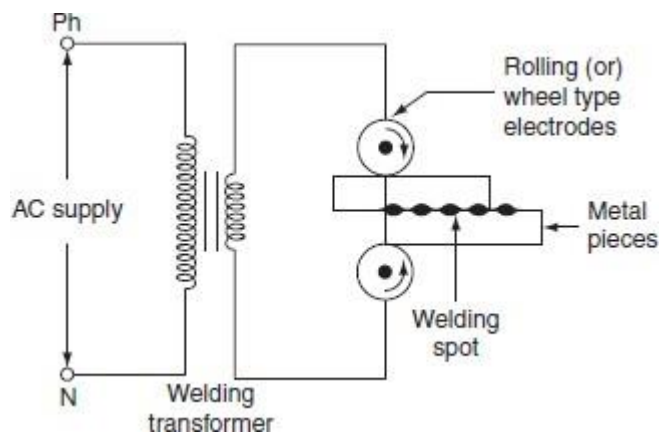 Ph
Rolling (or)
wheel type
electrodes
AC supply
Metal
pieces
Welding
spot
N
Welding
transformer